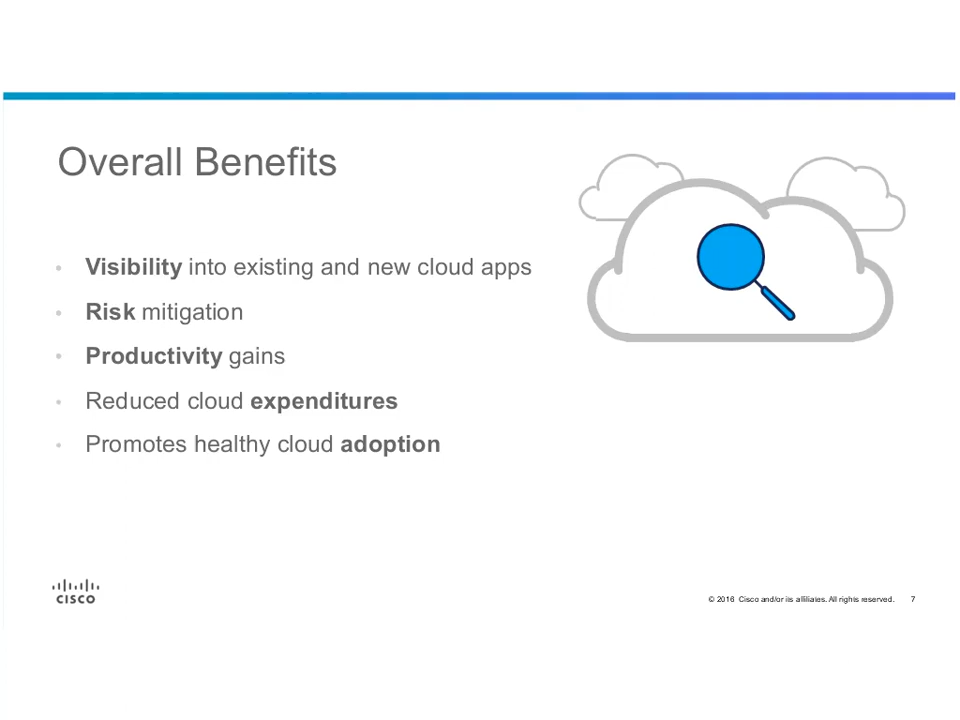 Overall Benefits
• Visibility into existing and new cloud apps
• Risk mitigation
• Productivity gains
• Reduced cloud expenditures
• Promotes healthy cloud adoption
CISCO
© 2016 Cisco and/or its affiliates. All rights reserved. 7